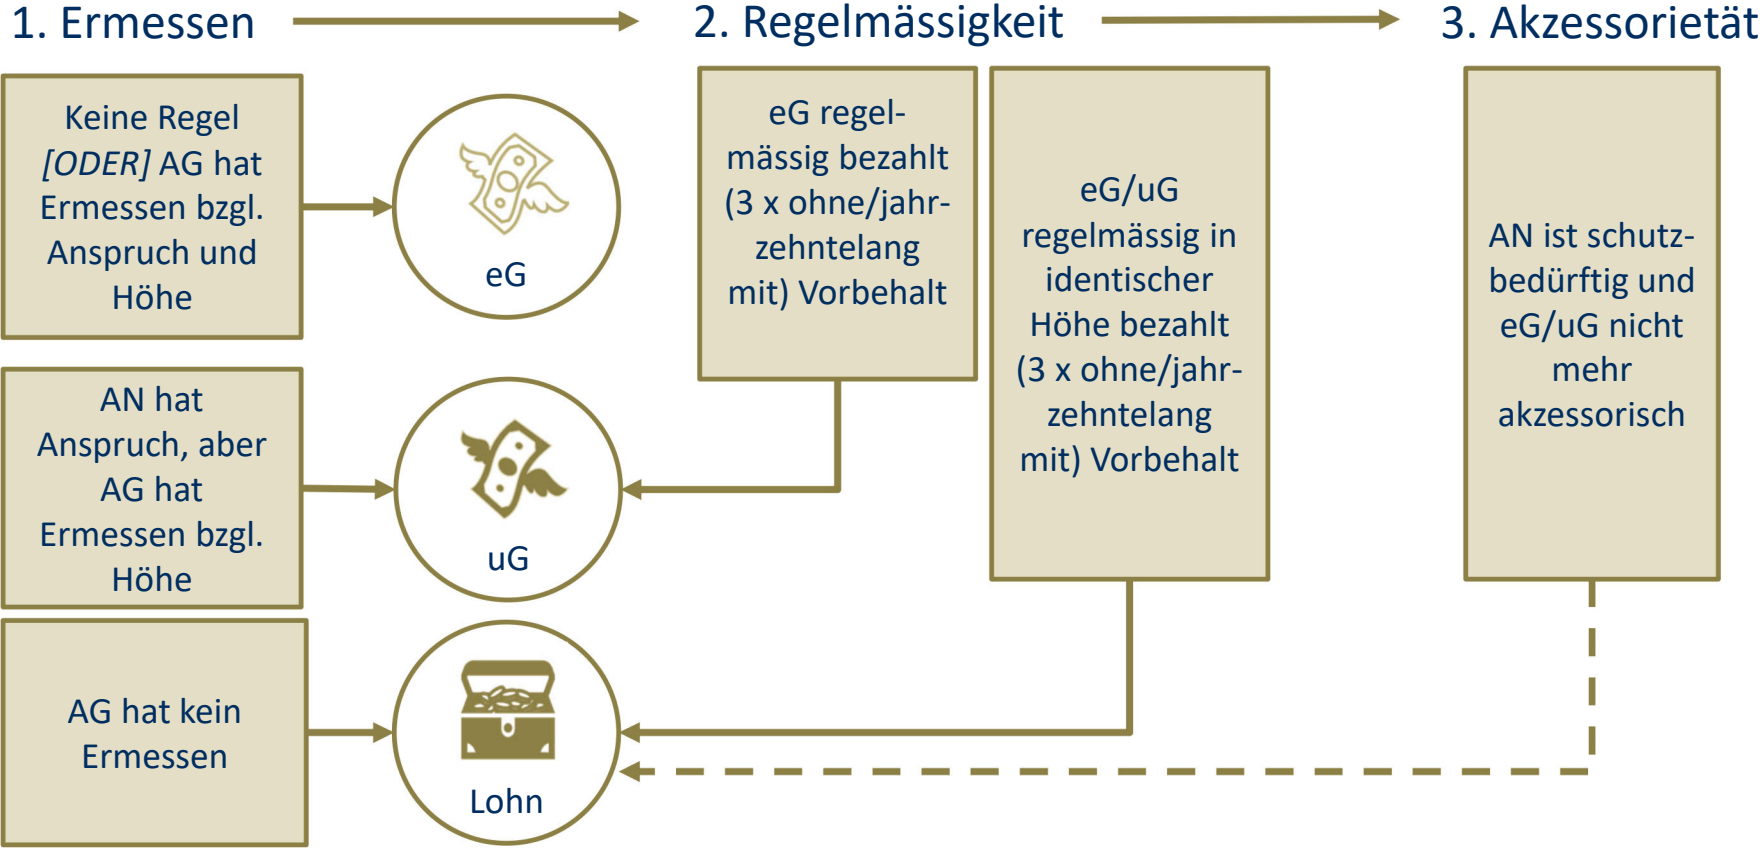 1. Ermessen
2. Regelmässigkeit
3. Akzessorietät
Keine Regel
[ODER] AG hat
Ermessen bzgl.
Anspruch und
Höhe
eG
AN hat
Anspruch, aber
AG hat
Ermessen bzgl.
Höhe
uG
AG hat kein
Ermessen
Lohn
eG regel-
mässig bezahlt
(3 x ohne/jahr-
zehntelang
mit) Vorbehalt
eG/uG
regelmässig in
identischer
Höhe bezahlt
(3 x ohne/jahr-
zehntelang
mit) Vorbehalt
AN ist schutz-
bedürftig und
eG/uG nicht
mehr
akzessorisch